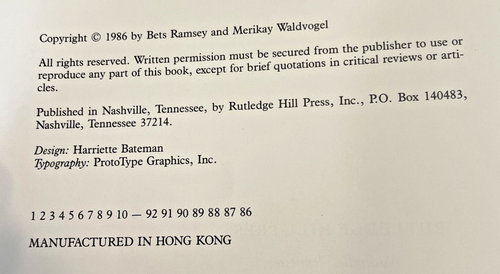 Copyright © 1986 by Bets Ramsey and Merikay Waldvogel
All rights reserved. Written permission must be secured from the publisher to use or
reproduce any part of this book, except for brief quotations in critical reviews or arti-
cles.
Published in Nashville, Tennessee, by Rutledge Hill Press, Inc., P.O. Box 140483,
Nashville, Tennessee 37214.
Design: Harriette Bateman
Typography: ProtoType Graphics, Inc.
1 2 3 4 5 6 7 8 9 10 — 92 91 90 89 88 87 86
MANUFACTURED IN HONG KONG